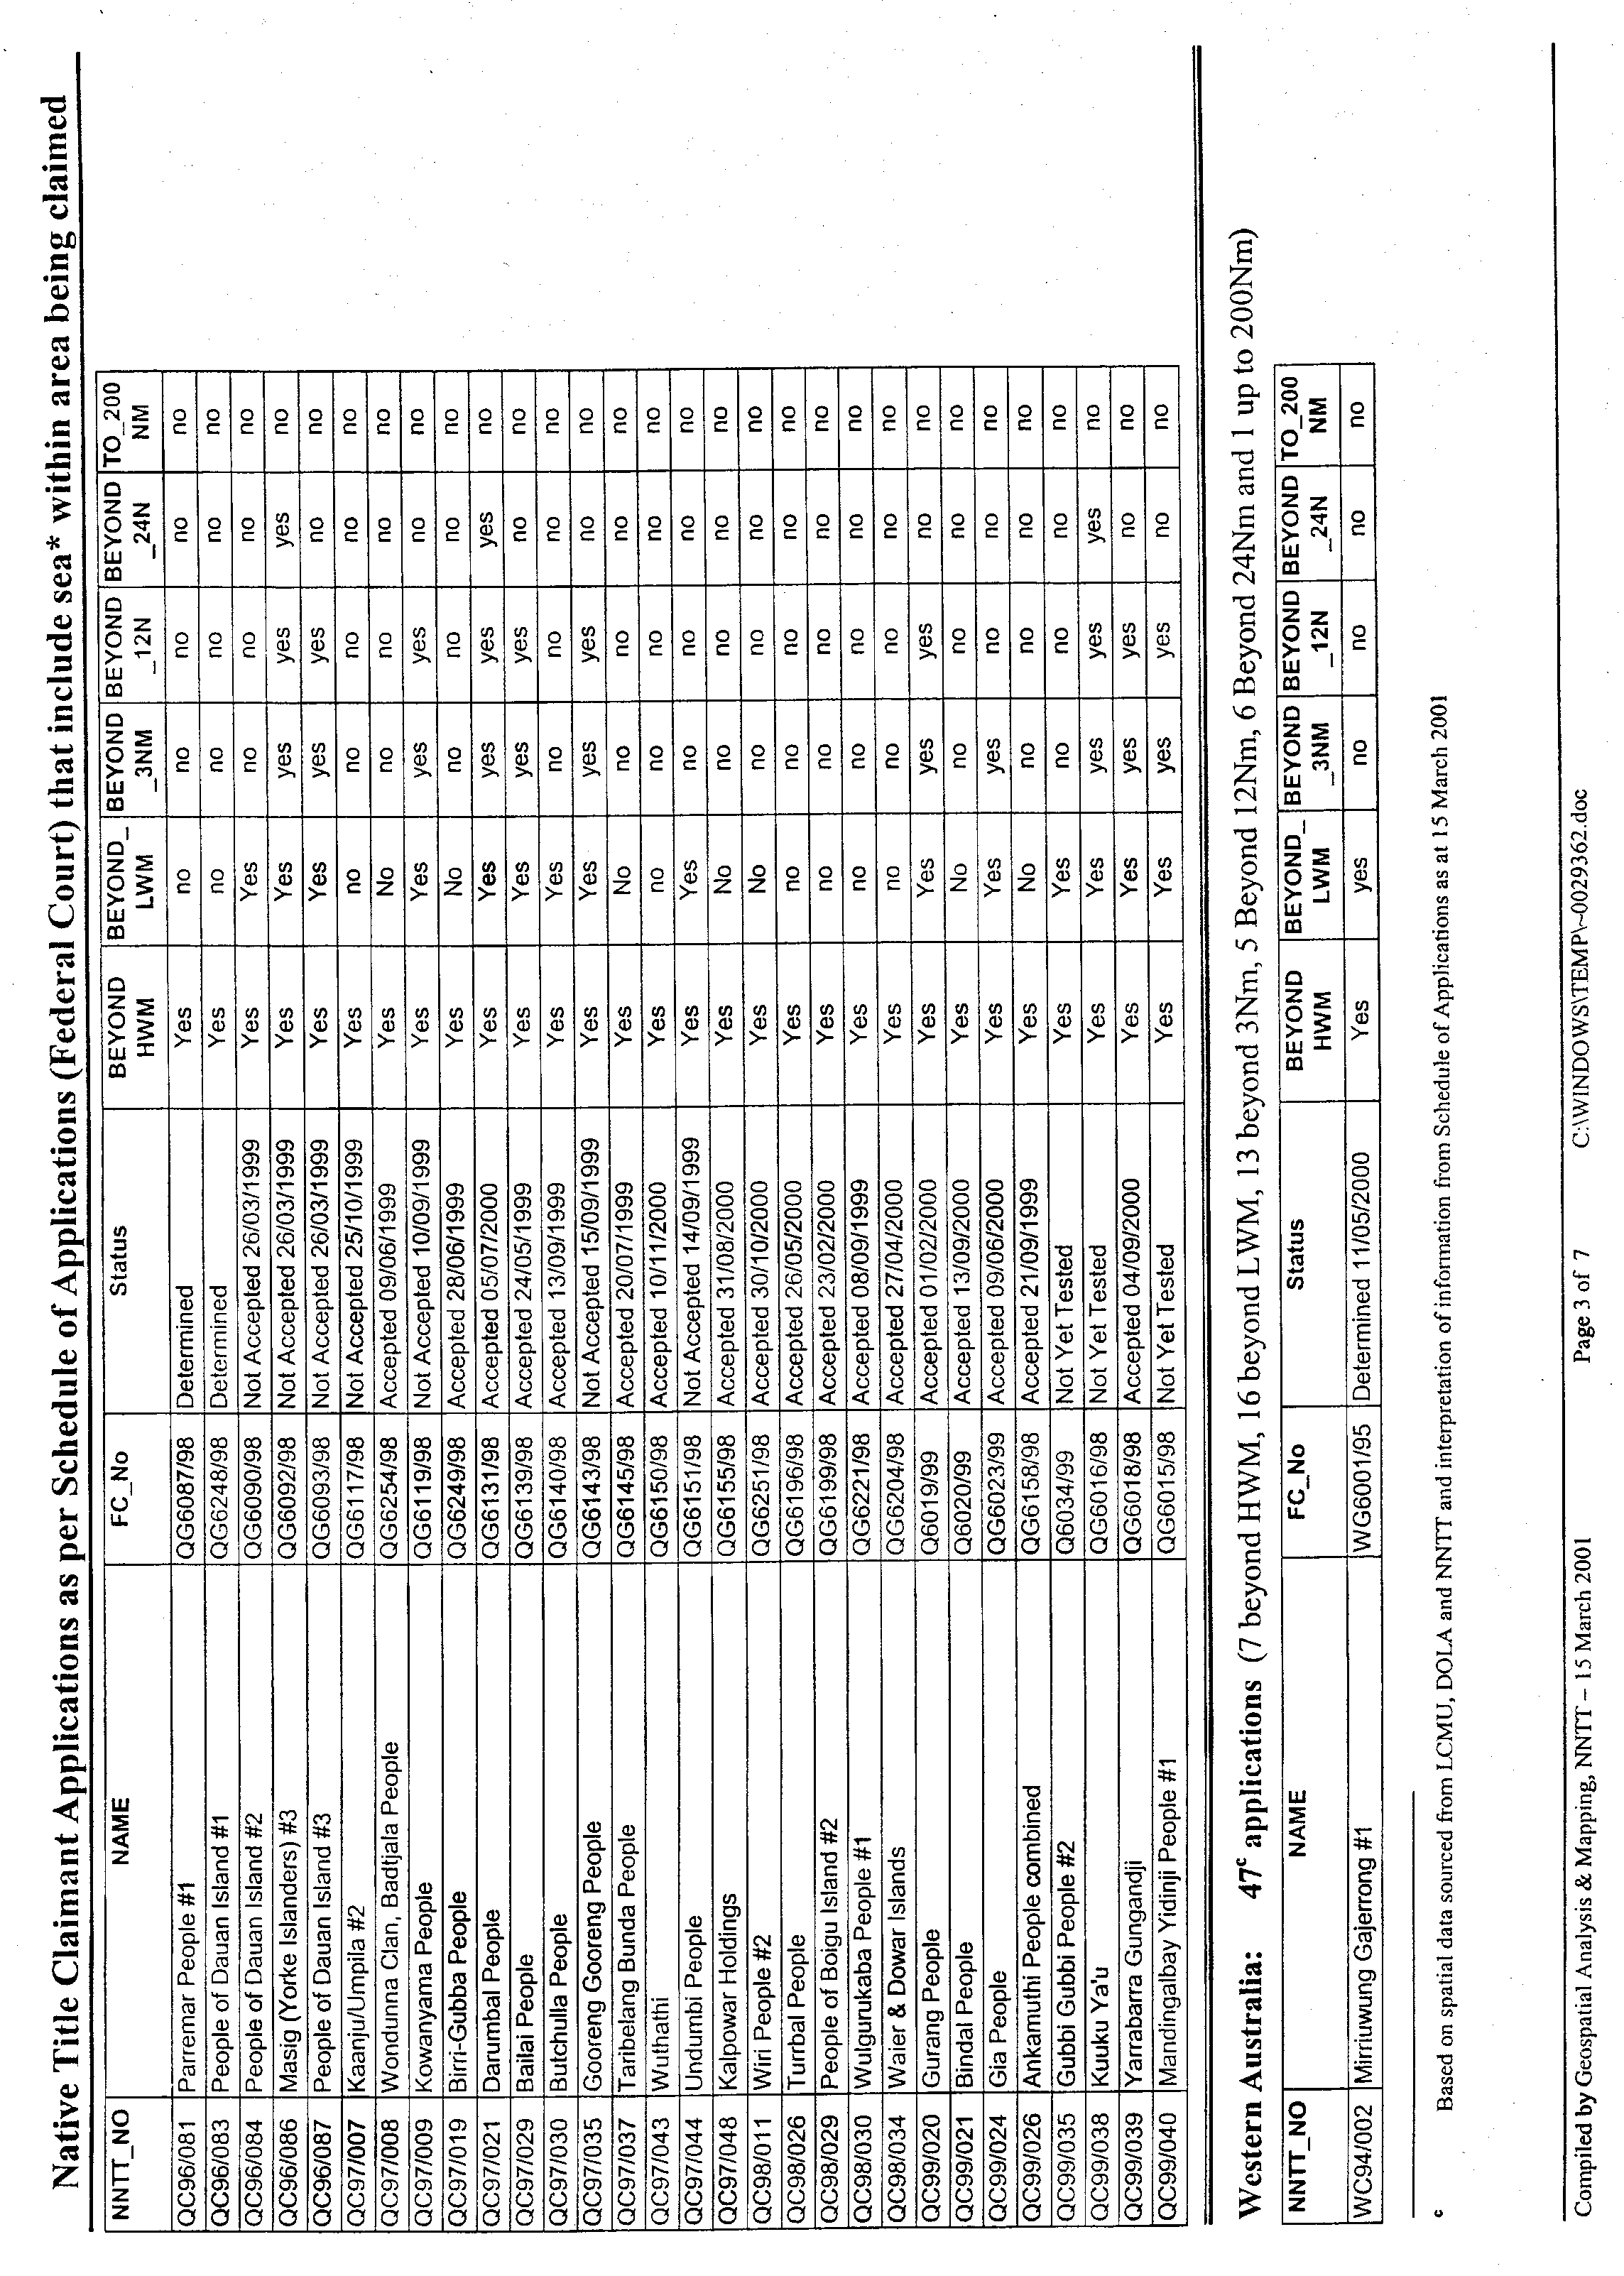 Native Title Claimant Applications as per Schedule of Applications (Federal Court) that include sea* within area being claimed
NNTT_NO NAME FC_No Status BEYOND HWM BEYOND_ LWM BEYOND _3NM BEYOND _12N BEYOND _24N TO_200 NM
QC96/081 Parremar People #1 QG6087/98 Determined Yes no no no no no
QC96/083 People of Dauan Island #1 QG6248/98 Determined Yes no no no no no
QC96/084 People of Dauan Island #2 QG6090/98 Not Accepted 26/03/1999 Yes Yes no no no no
QC96/086 Masig (Yorke Islanders) #3 QG6092/98 Not Accepted 26/03/1999 Yes Yes yes yes yes no
QC96/087 People of Dauan Island #3 QG6093/98 Not Accepted 26/03/1999 Yes Yes yes yes no no
QC97/007 Kaanju/Umpila #2 QG6117/98 Not Accepted 25/10/1999 Yes no no no no no
QC97/008 Wondunna Clan, Badtjala People QG6254/98 Accepted 09/06/1999 Yes No no no no no
QC97/009 Kowanyama People QG6119/98 Not Accepted 10/09/1999 Yes Yes yes yes no no
QC97/019 Birri-Gubba People QG6249/98 Accepted 28/06/1999 Yes No no no no no
QC97/021 Darumbal People QG6131/98 Accepted 05/07/2000 Yes Yes yes yes yes no
QC97/029 Bailai People QG6139/98 Accepted 24/05/1999 Yes Yes yes yes no no
QC97/030 Butchulla People QG6140/98 Accepted 13/09/1999 Yes Yes no no no no
QC97/035 Gooreng Gooreng People QG6143/98 Not Accepted 15/09/1999 Yes Yes yes yes no no
QC97/037 Taribelang Bunda People QG6145/98 Accepted 20/07/1999 Yes No no no no no
QC97/043 Wuthathi QG6150/98 Accepted 10/11/2000 Yes no no no no no
QC97/044 Undumbi People QG6151/98 Not Accepted 14/09/1999 Yes Yes no no no no
QC97/048 Kalpowar Holdings QG6155/98 Accepted 31/08/2000 Yes No no no no no
QC98/011 Wiri People #2 QG6251/98 Accepted 30/10/2000 Yes No no no no no
QC98/026 Turrbal People QG6196/98 Accepted 26/05/2000 Yes no no no no no
QC98/029 People of Boigu Island #2 QG6199/98 Accepted 23/02/2000 Yes no no no no no
QC98/030 Wulgurukaba People #1 QG6221/98 Accepted 08/09/1999 Yes no no no no no
QC98/034 Waier & Dowar Islands QG6204/98 Accepted 27/04/2000 Yes no no no no no
QC99/020 Gurang People Q6019/99 Accepted 01/02/2000 Yes Yes yes yes no no
QC99/021 Bindal People Q6020/99 Accepted 13/09/2000 Yes No no no no no
QC99/024 Gia People QG6023/99 Accepted 09/06/2000 Yes Yes yes no no no
QC99/026 Ankamuthi People combined QG6158/98 Accepted 21/09/1999 Yes No no no no no
QC99/035 Gubbi Gubbi People #2 Q6034/99 Not Yet Tested Yes Yes no no no no
QC99/038 Kuuku Ya'u QG6016/98 Not Yet Tested Yes Yes yes yes yes no
QC99/039 Yarrabarra Gungandji QG6018/98 Accepted 04/09/2000 Yes Yes yes yes no no
QC99/040 Mandingalbay Yidinji People #1 QG6015/98 Not Yet Tested Yes Yes yes yes no no
Western Australia: 47c applications (7 beyond HWM, 16 beyond LWM, 13 beyond 3Nm, 5 Beyond 12Nm, 6 Beyond 24Nm and 1 up to 200Nm)
NNTT_NO NAME FC_No Status BEYOND HWM BEYOND_ LWM BEYOND _3NM BEYOND _12N BEYOND _24N TO_200 NM
WC94/002 Mirriuwung Gajerrong #1 WG6001/95 Determined 11/05/2000 Yes yes no no no no
c Based on spatial data sourced from LCMU, DOLA and NNTT and interpretation of information from Schedule of Applications as at 15 March 2001
Compiled by Geospatial Analysis & Mapping, NNTT – 15 March 2001 Page 3 of 7 C:\WINDOWS\TEMP\~0029362.doc